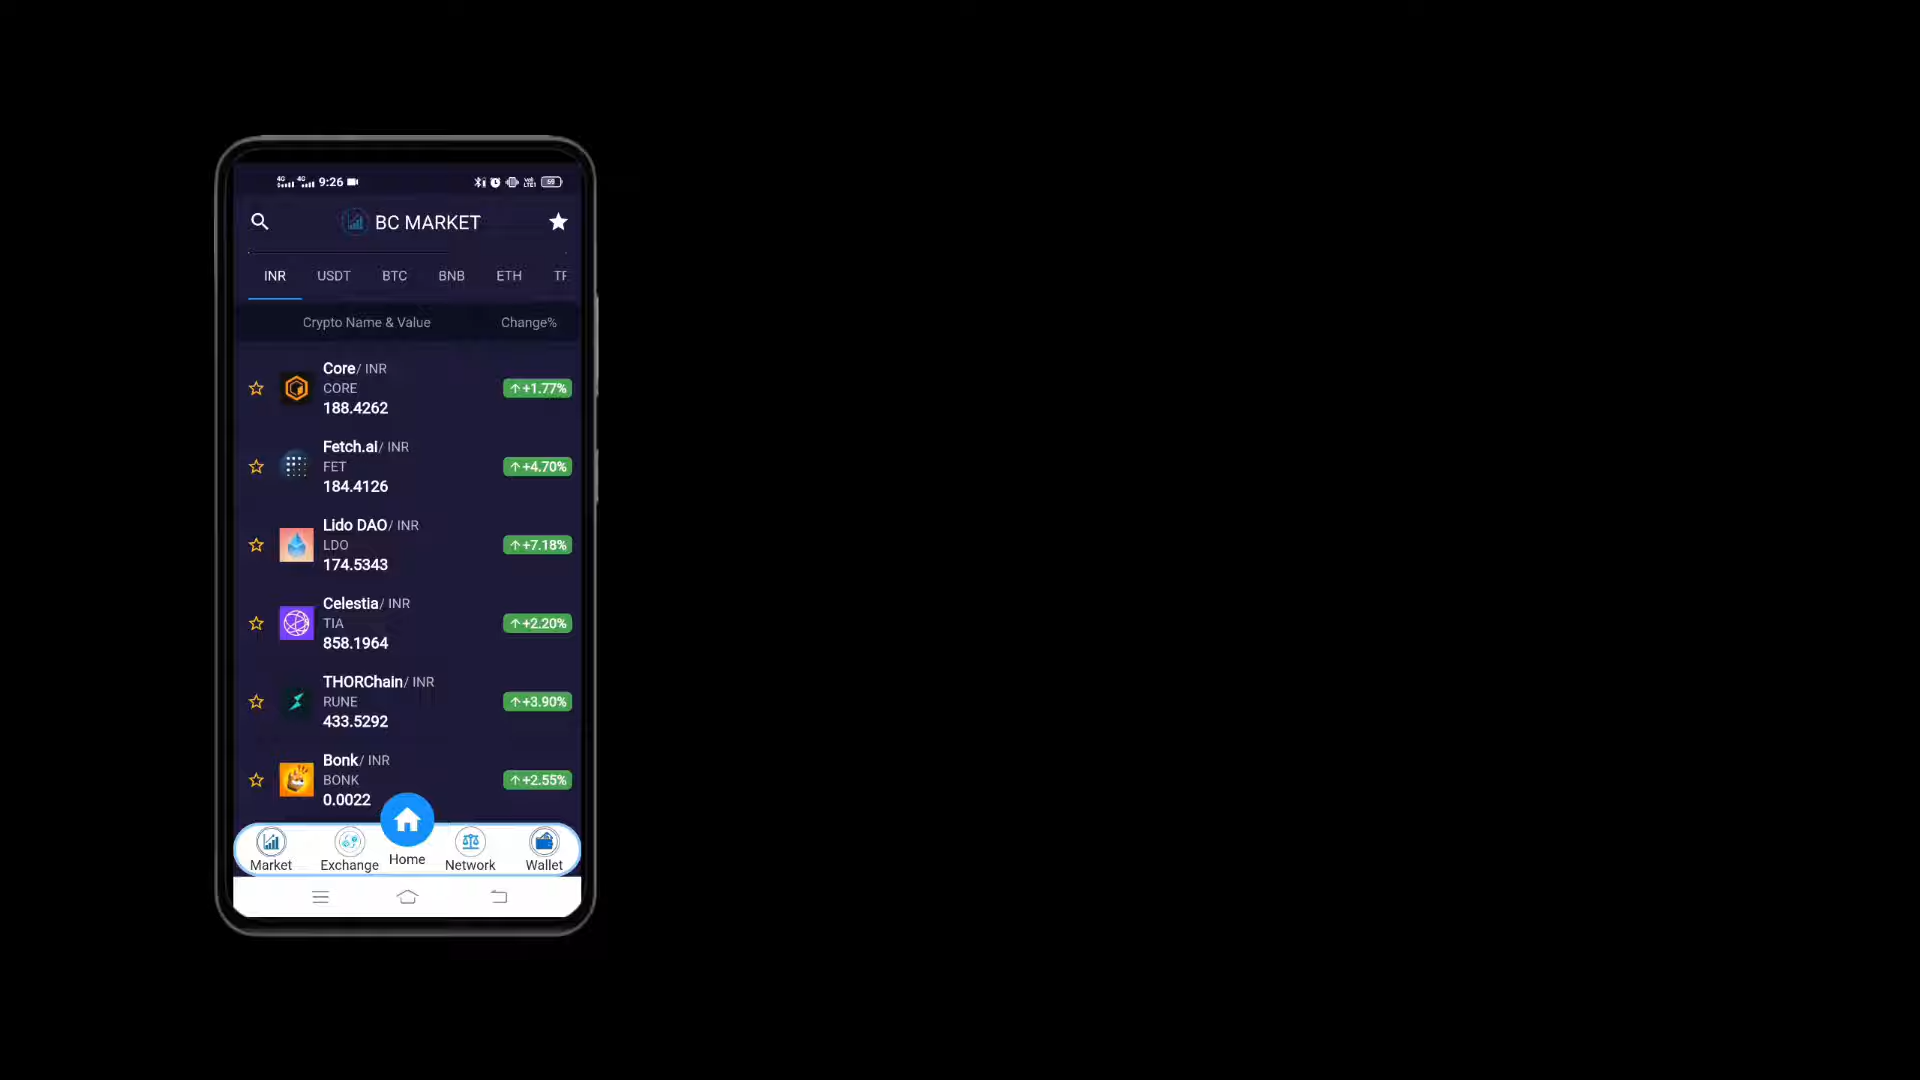 4G 4G 9:26 59
BC MARKET
INR USDT BTC BNB ETH
Crypto Name & Value Change%
Core/ INR
CORE
188.4262
+1.77%
Fetch.ai/ INR
FET
184.4126
+4.70%
Lido DAO/ INR
LDO
174.5343
+7.18%
Celestia/ INR
TIA
858.1964
+2.20%
THORChain/ INR
RUNE
433.5292
+3.90%
Bonk/ INR
BONK
0.0022
+2.55%
Market Exchange Home Network Wallet